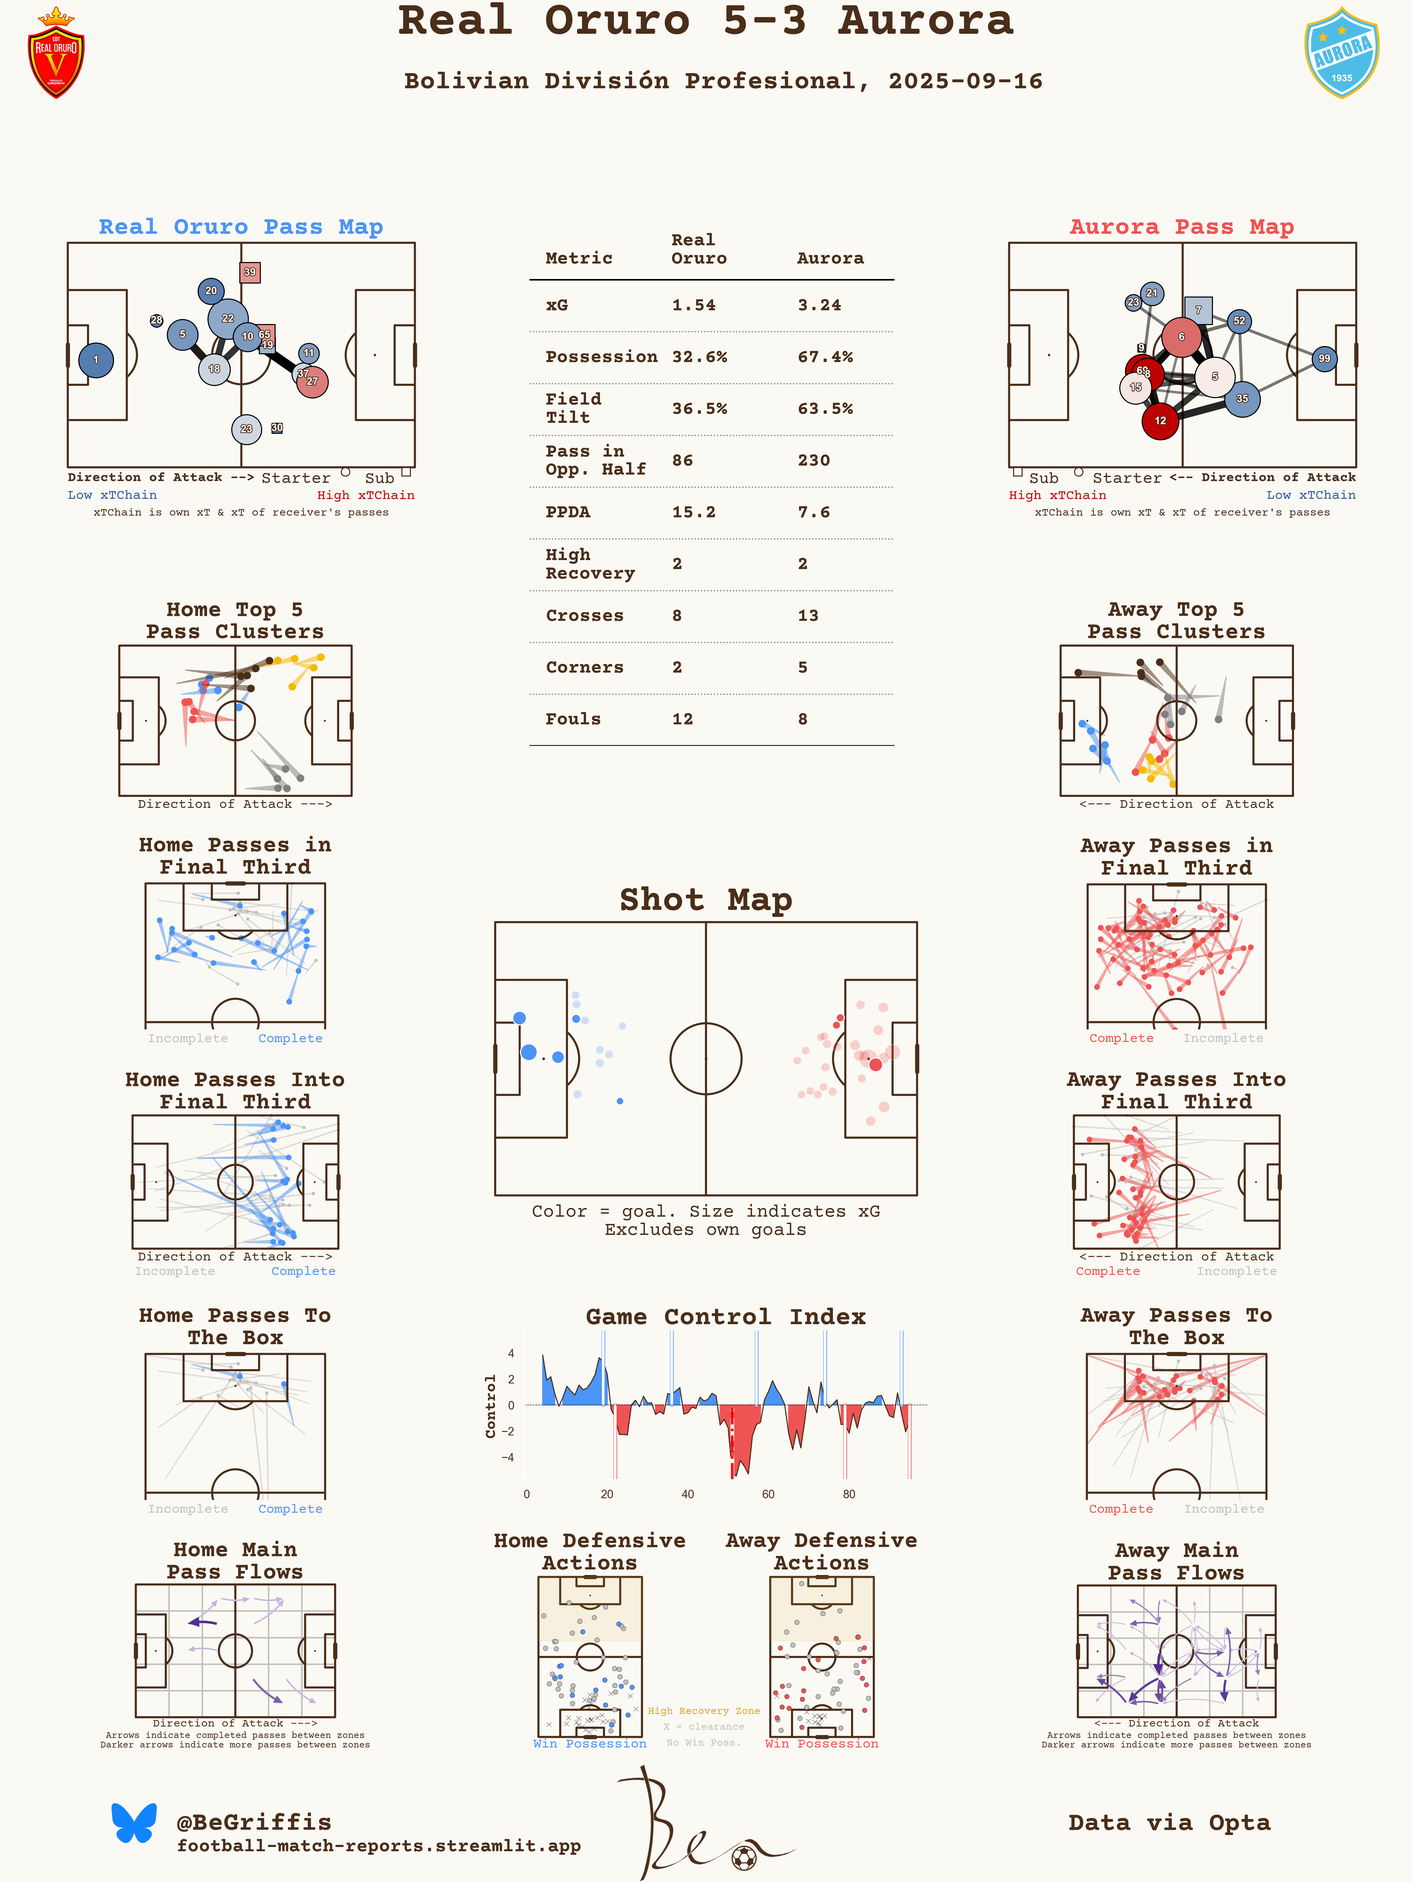 Real Oruro 5-3 Aurora
Bolivian División Profesional, 2025-09-16
CDT
REAL ORURO
V
AURORA
1935
Real Oruro Pass Map
39
20
28
22
5
10
65
19
11
1
18
37
27
23
30
Direction of Attack --> Starter Sub
Low xTChain High xTChain
xTChain is own xT & xT of receiver's passes
Metric Real Oruro Aurora
xG 1.54 3.24
Possession 32.6% 67.4%
Field Tilt 36.5% 63.5%
Pass in Opp. Half 86 230
PPDA 15.2 7.6
High Recovery 2 2
Crosses 8 13
Corners 2 5
Fouls 12 8
Aurora Pass Map
21
23
7
52
6
9
99
8
5
15
35
12
Sub Starter <-- Direction of Attack
High xTChain Low xTChain
xTChain is own xT & xT of receiver's passes
Home Top 5
Pass Clusters
Direction of Attack --->
Away Top 5
Pass Clusters
<--- Direction of Attack
Home Passes in
Final Third
Incomplete Complete
Away Passes in
Final Third
Complete Incomplete
Shot Map
Color = goal. Size indicates xG
Excludes own goals
Home Passes Into
Final Third
Direction of Attack --->
Incomplete Complete
Away Passes Into
Final Third
<--- Direction of Attack
Complete Incomplete
Home Passes To
The Box
Incomplete Complete
Game Control Index
Control
4
2
0
−2
−4
0 20 40 60 80
Away Passes To
The Box
Complete Incomplete
Home Main
Pass Flows
Direction of Attack --->
Arrows indicate completed passes between zones
Darker arrows indicate more passes between zones
Home Defensive
Actions
Win Possession
Away Defensive
Actions
Win Possession
High Recovery Zone
X = clearance
No Win Poss.
Away Main
Pass Flows
<--- Direction of Attack
Arrows indicate completed passes between zones
Darker arrows indicate more passes between zones
@BeGriffis
football-match-reports.streamlit.app
Ben
Data via Opta